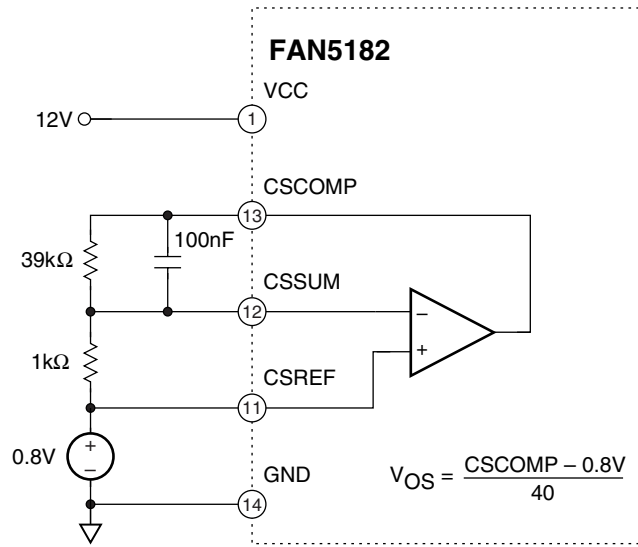 FAN5182
VCC
12V
1
CSCOMP
13
100nF
39kΩ
CSSUM
12
−
1kΩ
+
CSREF
11
+
0.8V
−
GND
V_OS = (CSCOMP – 0.8V) / 40
14